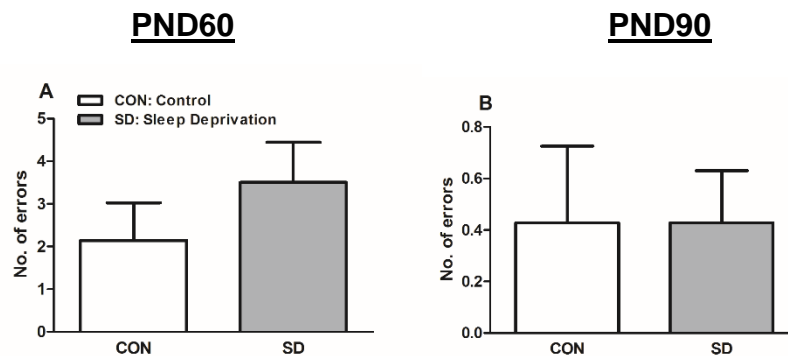 PND60
PND90
A
CON: Control
SD: Sleep Deprivation
No. of errors
5
4
3
2
1
0
CON
SD
B
No. of errors
0.8
0.6
0.4
0.2
0.0
CON
SD